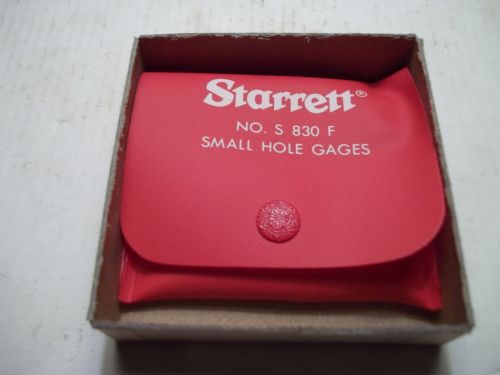 Starrett®
NO. S 830 F
SMALL HOLE GAGES